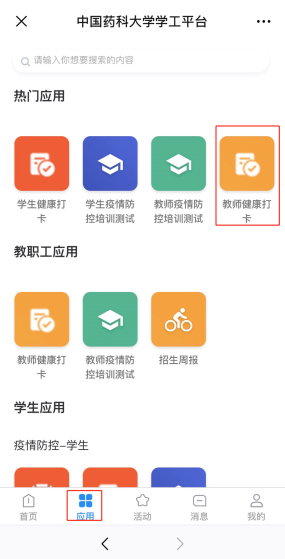 中国药科大学学工平台
请输入你想要搜索的内容
热门应用
学生健康打
卡
学生疫情防
控培训测试
教师疫情防
控培训测试
教师健康打
卡
教职工应用
教师健康打
卡
教师疫情防
控培训测试
招生周报
学生应用
疫情防控-学生
首页
应用
活动
消息
我的